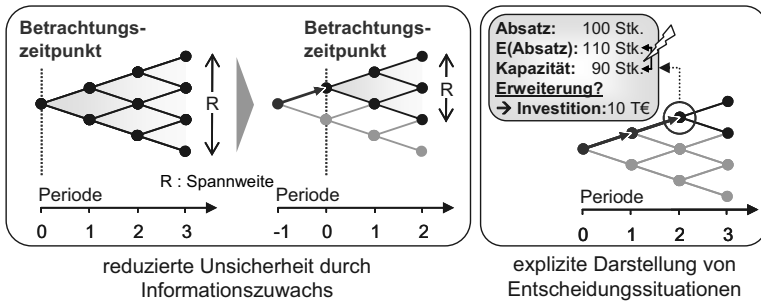 Betrachtungs-
zeitpunkt
R
R : Spannweite
Periode
0 1 2 3
Betrachtungs-
zeitpunkt
R
Periode
-1 0 1 2
reduzierte Unsicherheit durch
Informationszuwachs
Absatz: 100 Stk.
E(Absatz): 110 Stk.
Kapazität: 90 Stk.
Erweiterung?
→ Investition: 10 T€
Periode
0 1 2 3
explizite Darstellung von
Entscheidungssituationen